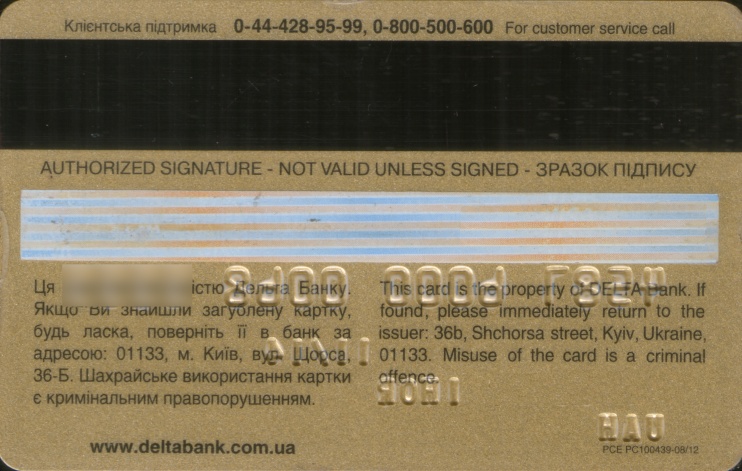 Клієнтська підтримка 0-44-428-95-99, 0-800-500-600 For customer service call
AUTHORIZED SIGNATURE - NOT VALID UNLESS SIGNED - ЗРАЗОК ПІДПИСУ
Ця істю Дельта Банку.
Якщо Ви знайшли загублену картку,
будь ласка, поверніть її в банк за
адресою: 01133, м. Київ, вул. Щорса,
36-Б. Шахрайське використання картки
є кримінальним правопорушенням.
This card is the property of DELTA Bank. If
found, please immediately return to the
issuer: 36b, Shchorsa street, Kyiv, Ukraine,
01133. Misuse of the card is a criminal
offence.
www.deltabank.com.ua
PCE PC100439-08/12